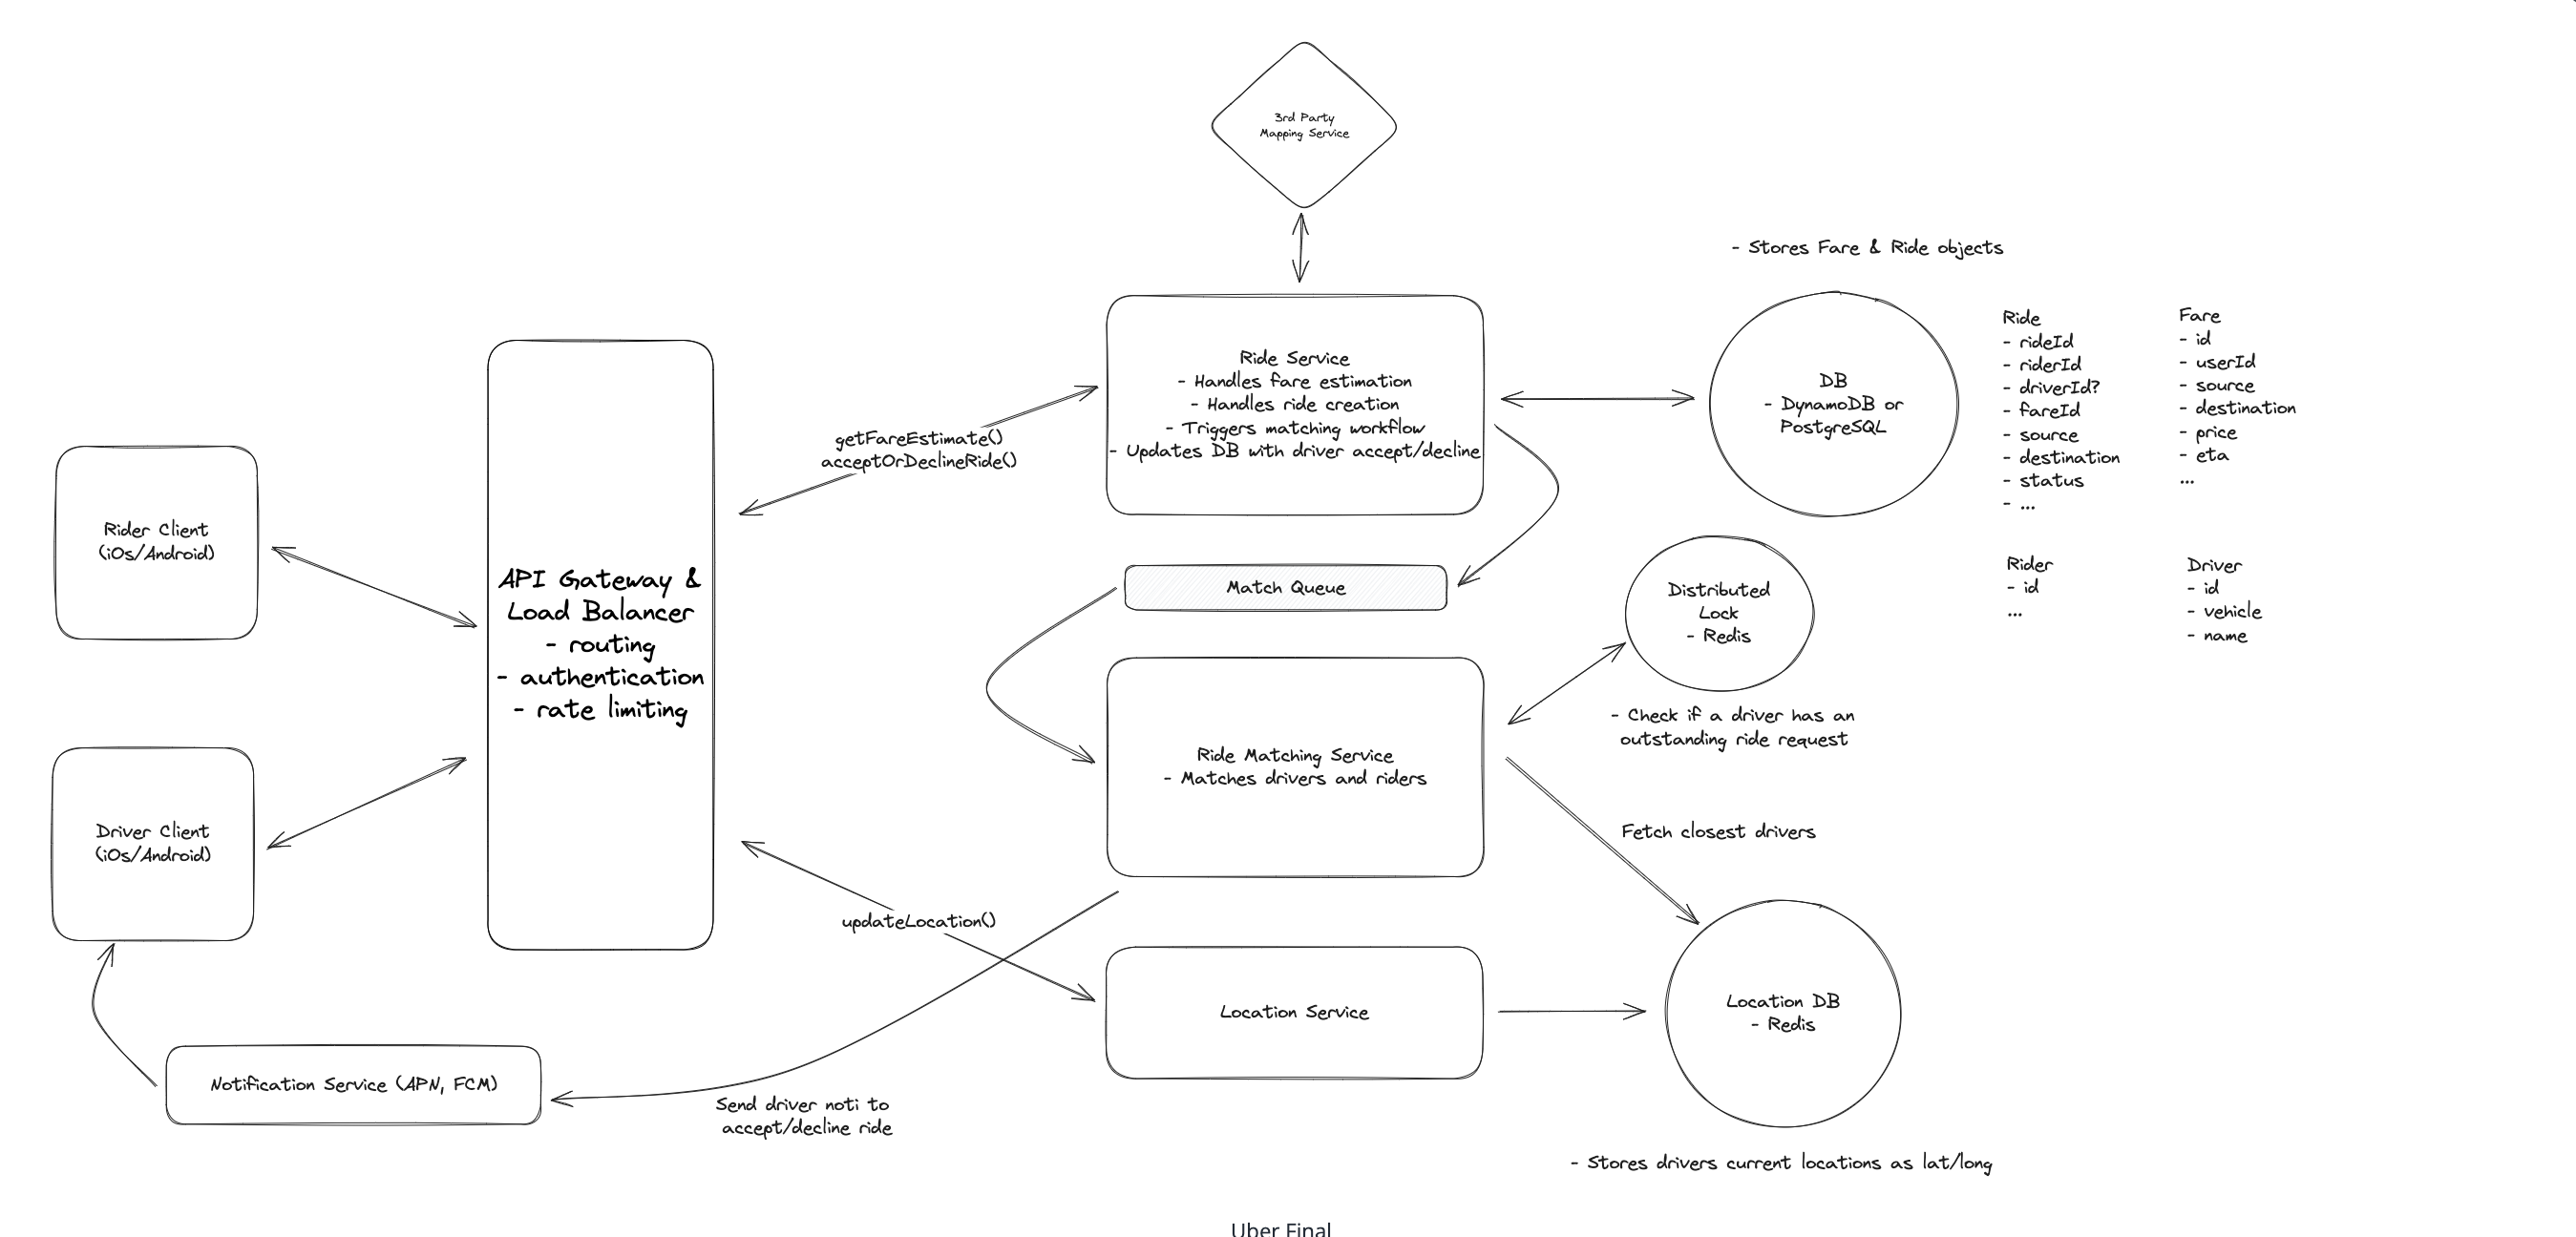 3rd Party
Mapping Service
- Stores Fare & Ride objects
Ride Service
- Handles fare estimation
- Handles ride creation
- Triggers matching workflow
- Updates DB with driver accept/decline
DB
- DynamoDB or
PostgreSQL
Ride
- rideId
- riderId
- driverId?
- fareId
- source
- destination
- status
- ...
Fare
- id
- userId
- source
- destination
- price
- eta
...
getFareEstimate()
acceptOrDeclineRide()
Rider Client
(iOs/Android)
API Gateway &
Load Balancer
- routing
- authentication
- rate limiting
Match Queue
Distributed
Lock
- Redis
Rider
- id
...
Driver
- id
- vehicle
- name
- Check if a driver has an
outstanding ride request
Ride Matching Service
- Matches drivers and riders
Driver Client
(iOs/Android)
Fetch closest drivers
updateLocation()
Location Service
Location DB
- Redis
Notification Service (APN, FCM)
Send driver noti to
accept/decline ride
- Stores drivers current locations as lat/long
Uber Final